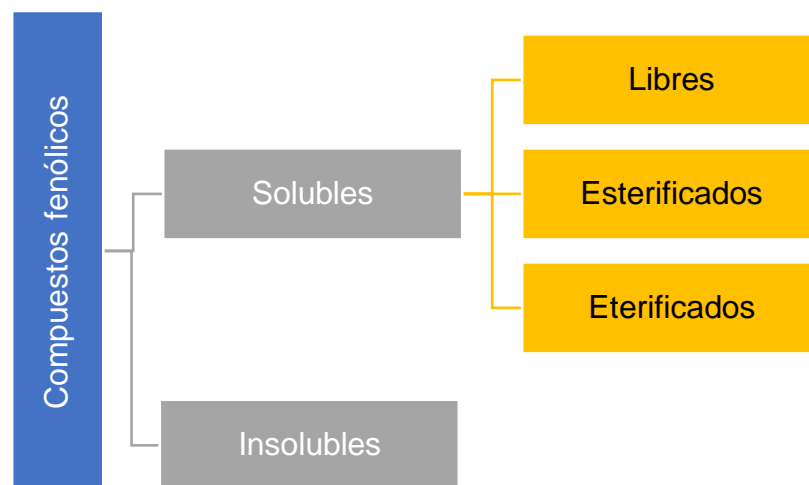 Compuestos fenólicos
Solubles
Libres
Esterificados
Eterificados
Insolubles